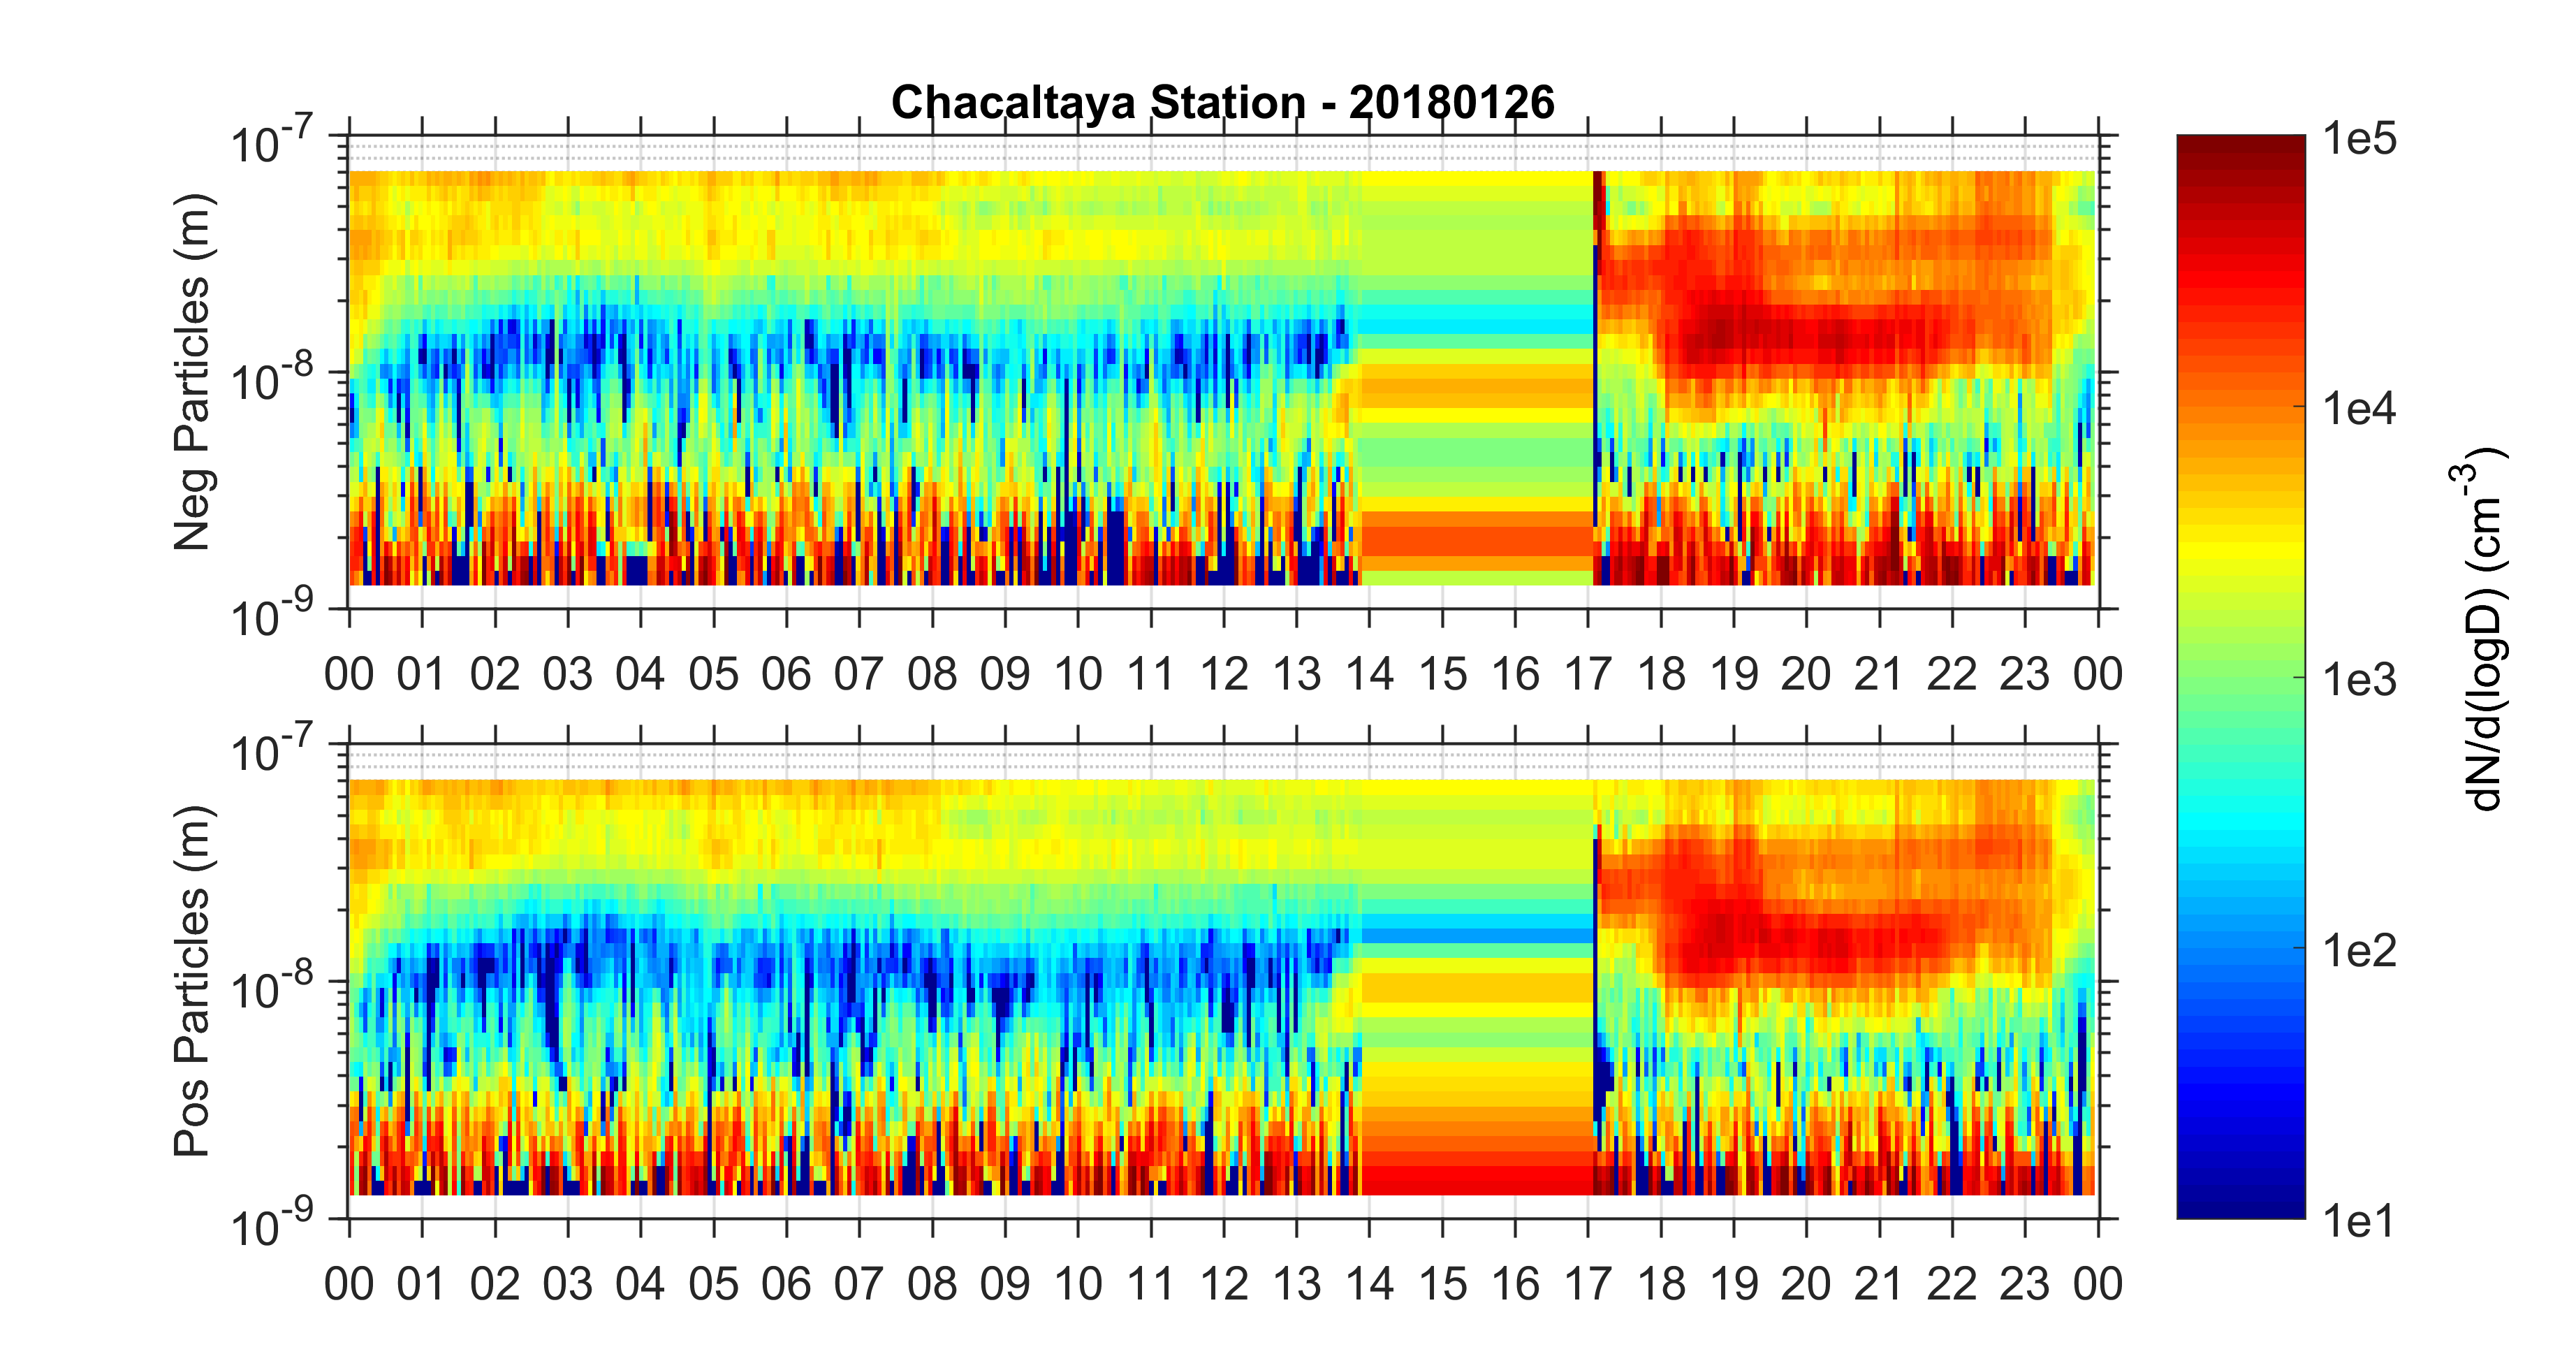 Chacaltaya Station - 20180126
10-7
10-8
10-9
Neg Particles (m)
00 01 02 03 04 05 06 07 08 09 10 11 12 13 14 15 16 17 18 19 20 21 22 23 00
10-7
10-8
10-9
Pos Particles (m)
00 01 02 03 04 05 06 07 08 09 10 11 12 13 14 15 16 17 18 19 20 21 22 23 00
1e5
1e4
1e3
1e2
1e1
dN/d(logD) (cm-3)